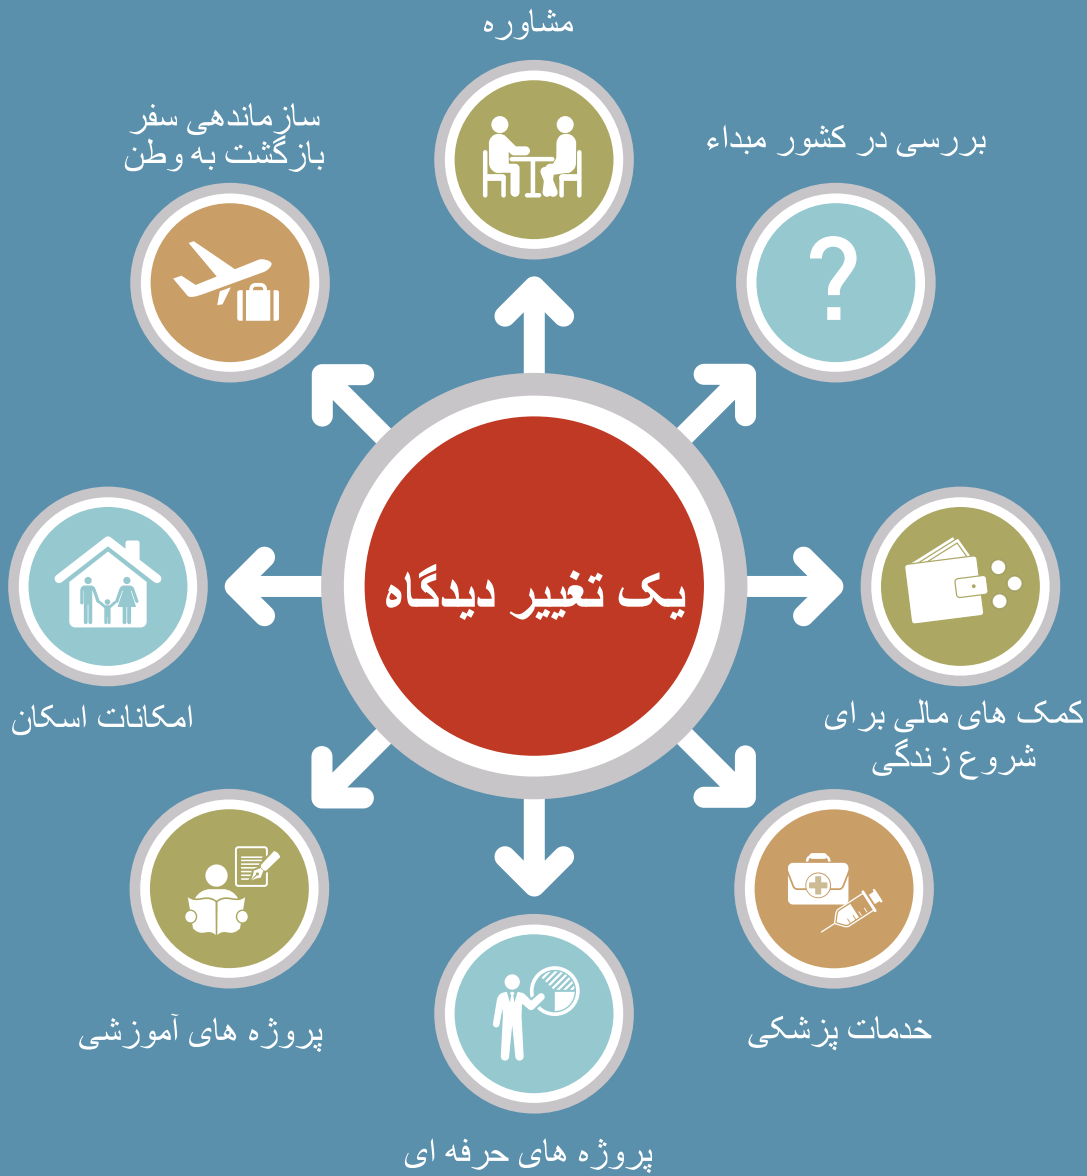 مشاوره
سازماندهی سفر
بازگشت به وطن
بررسی در کشور مبداء
یک تغییر دیدگاه
امکانات اسکان
کمک های مالی برای
شروع زندگی
پروژه های آموزشی
خدمات پزشکی
پروژه های حرفه ای